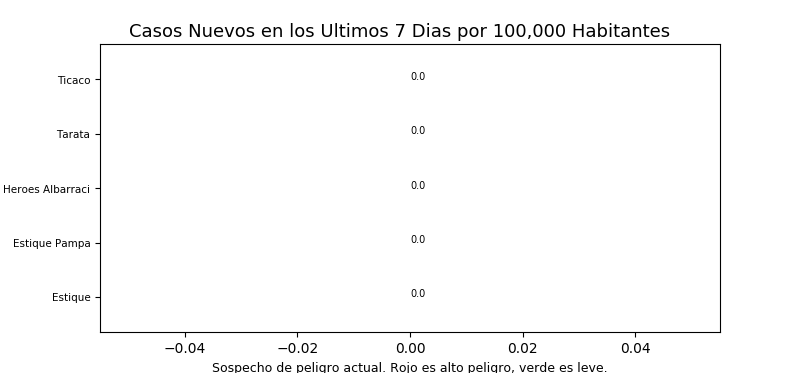 Casos Nuevos en los Ultimos 7 Dias por 100,000 Habitantes
Ticaco 0.0
Tarata 0.0
Heroes Albarraci 0.0
Estique Pampa 0.0
Estique 0.0
−0.04 −0.02 0.00 0.02 0.04
Sospecho de peligro actual. Rojo es alto peligro, verde es leve.